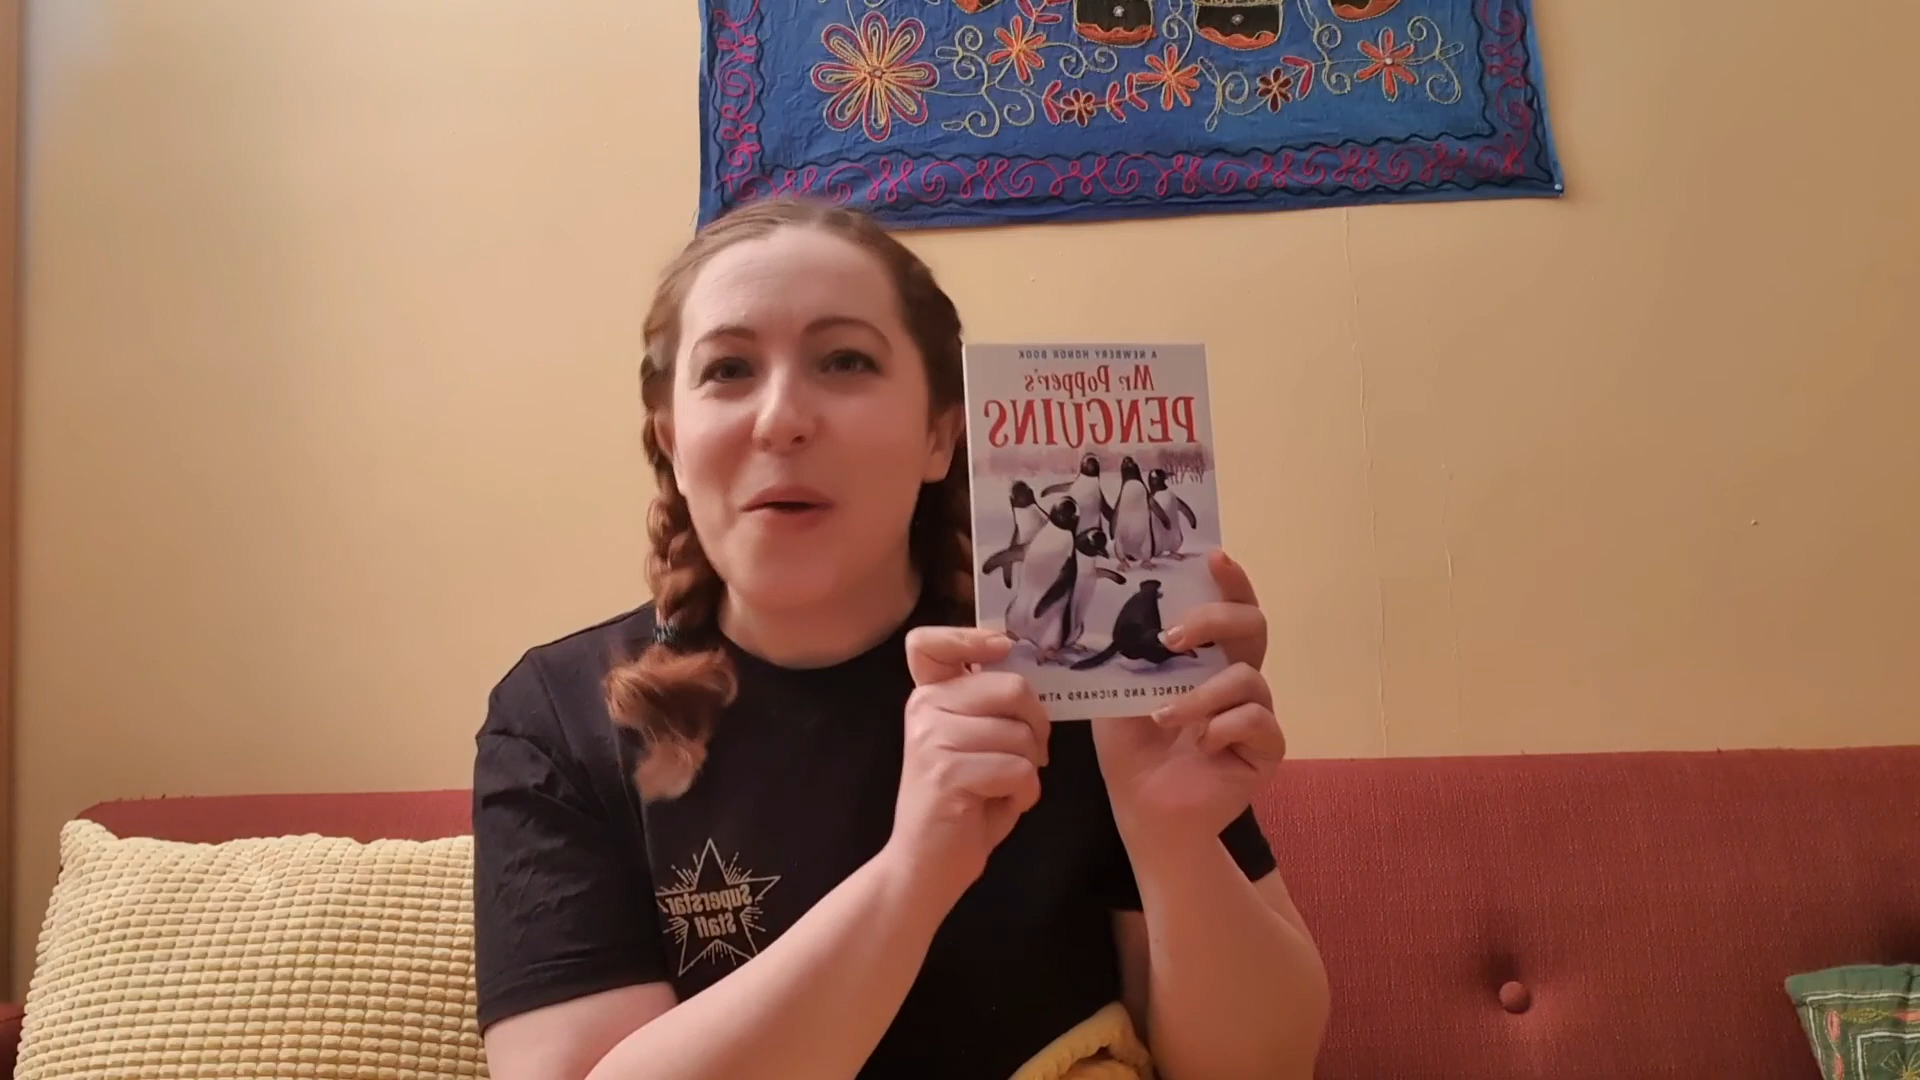 A NEWBERY HONOR BOOK
Mr. Popper's
PENGUINS
RICHARD
AND
Superstar
Staff